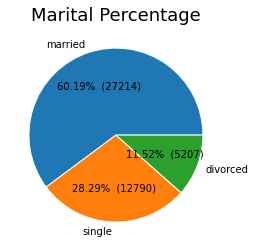 Marital Percentage
married
60.19% (27214)
11.52% (5207)
divorced
28.29% (12790)
single